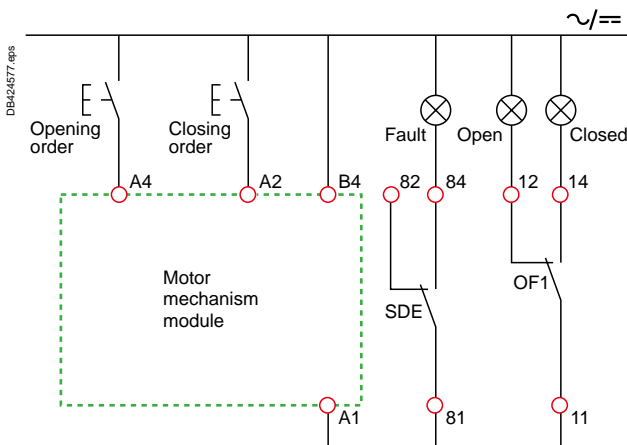 ∼/⎓
DB424577.eps
Opening
order
Closing
order
Fault
Open
Closed
A4
A2
B4
82
84
12
14
Motor
mechanism
module
SDE
OF1
A1
81
11